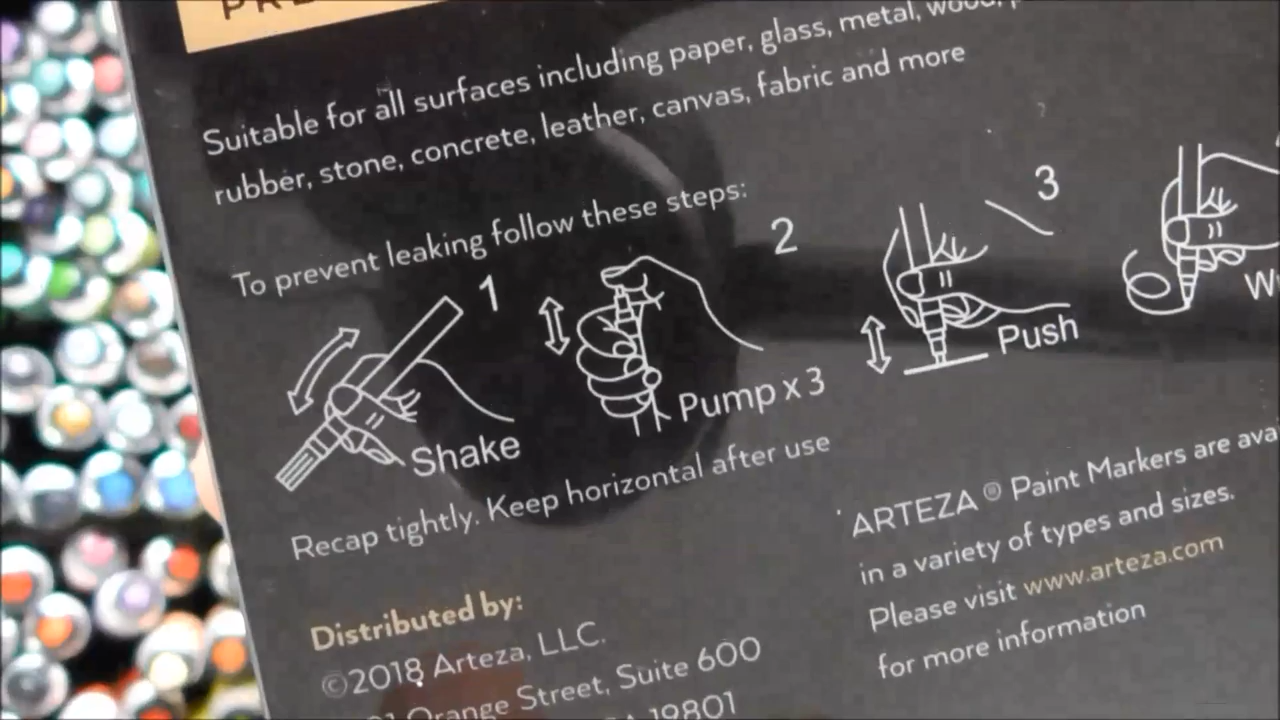 Suitable for all surfaces including paper, glass, metal, wood,
rubber, stone, concrete, leather, canvas, fabric and more
To prevent leaking follow these steps:
1
2
3
Shake
Pump x 3
Push
Recap tightly. Keep horizontal after use
ARTEZA ® Paint Markers are
in a variety of types and sizes.
Please visit www.arteza.com
for more information
Distributed by:
©2018 Arteza, LLC.
Orange Street, Suite 600
19801